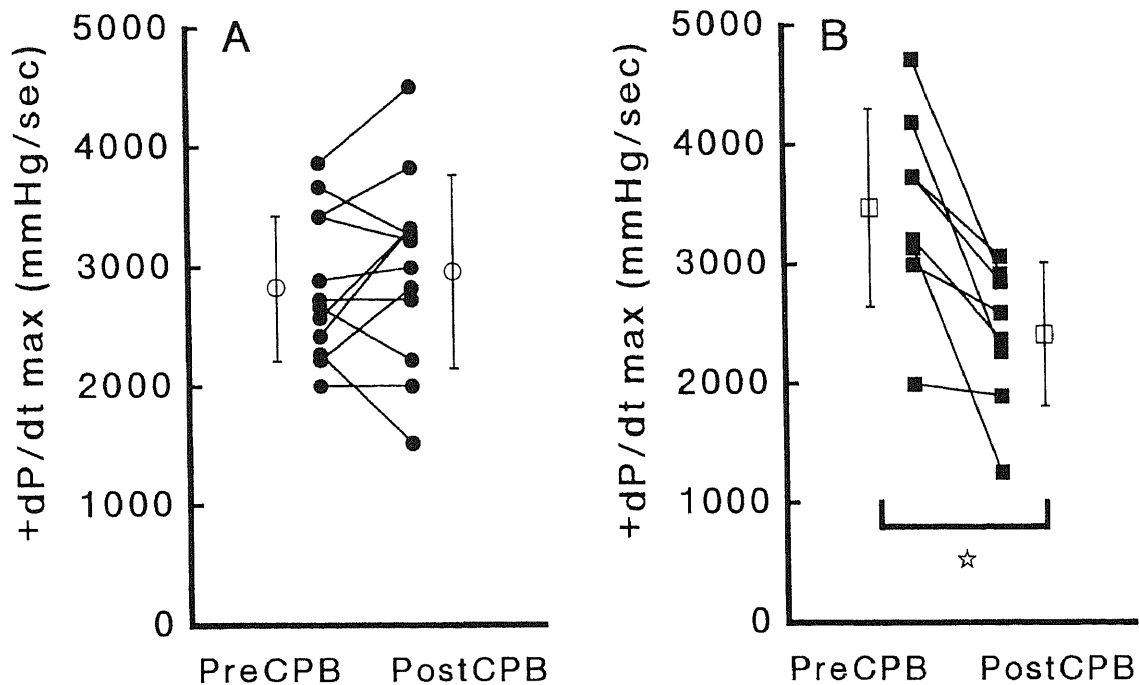 A
+dP/dt max (mmHg/sec)
5000
4000
3000
2000
1000
0
PreCPB PostCPB
B
+dP/dt max (mmHg/sec)
5000
4000
3000
2000
1000
0
☆
PreCPB PostCPB